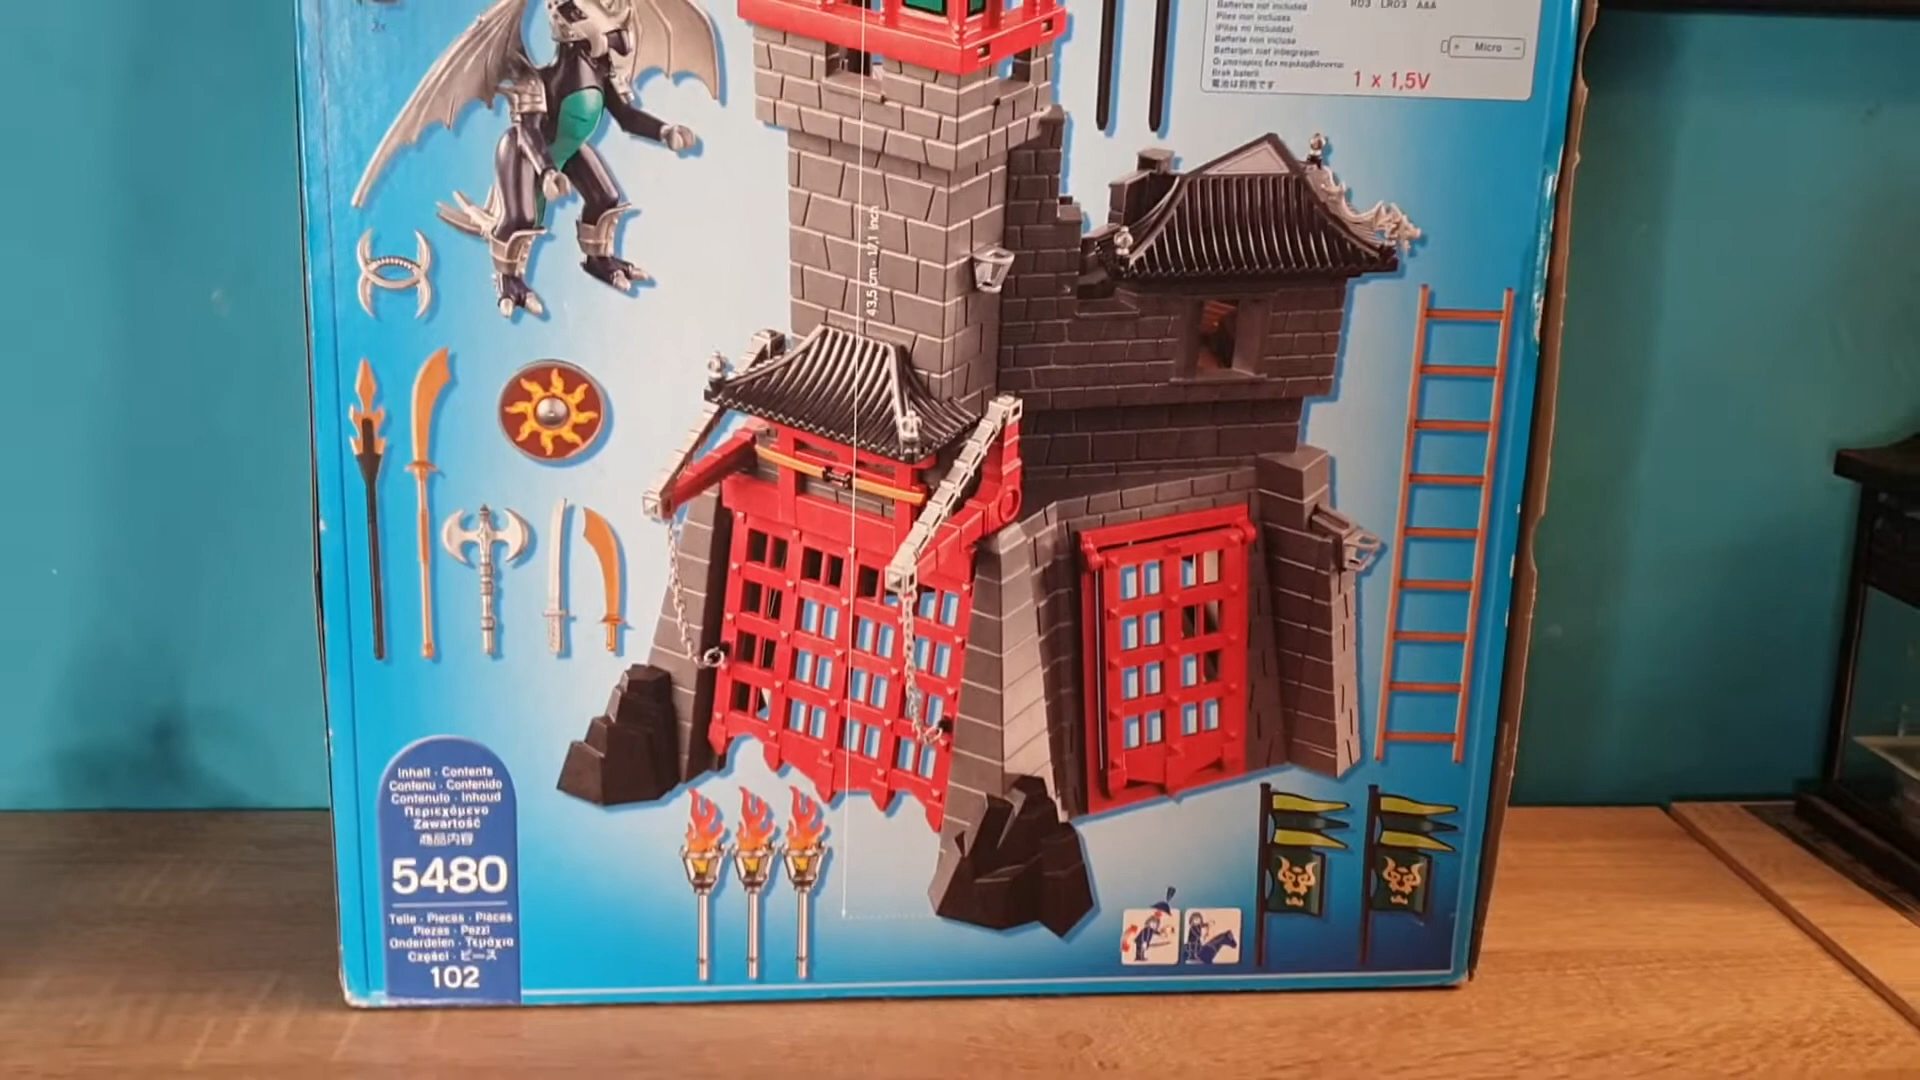 2x
Batteries not included
Piles non incluses
¡Pilas no incluidas!
Batterie non incluse
Batterijen niet inbegrepen
Οι μπαταρίες δεν περιλαμβάνονται
Brak baterii
電池は別売です
R03 LR03 AAA
+ Micro −
1 x 1,5V
43,5 cm - 17,1 inch
Inhalt · Contents
Contenu · Contenido
Contenuto · Inhoud
Περιεχόμενο
Zawartość
商品内容
5480
Teile · Pieces · Pièces
Piezas · Pezzi
Onderdelen · Τεμάχια
Części · ピース
102